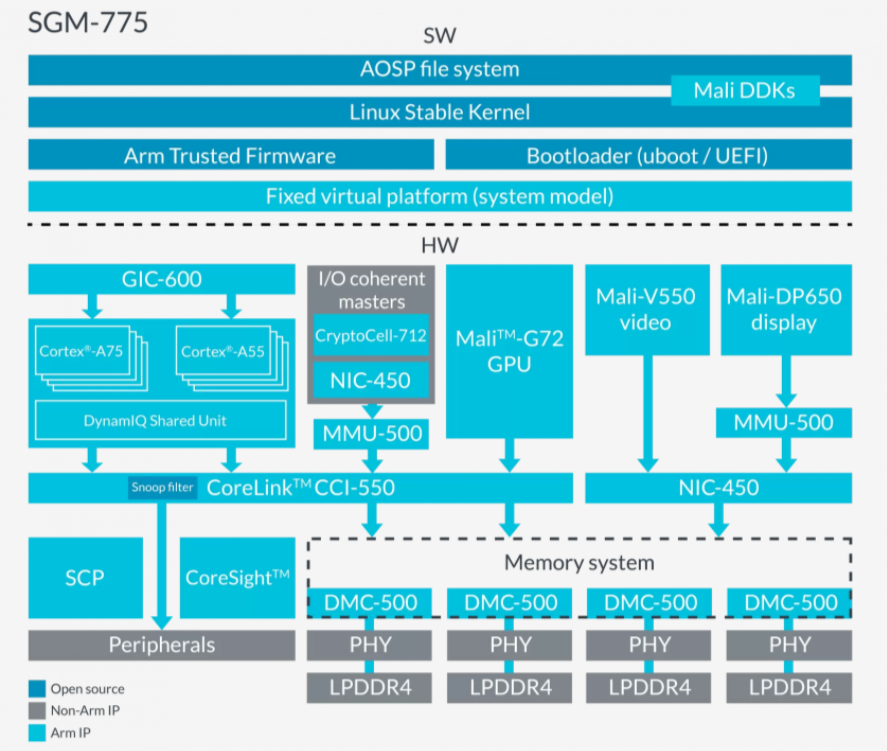 SGM-775
SW
AOSP file system
Mali DDKs
Linux Stable Kernel
Arm Trusted Firmware
Bootloader (uboot / UEFI)
Fixed virtual platform (system model)
HW
GIC-600
Cortex®-A75
Cortex®-A55
DynamIQ Shared Unit
I/O coherent
masters
CryptoCell-712
NIC-450
MMU-500
Mali™-G72
GPU
Mali-V550
video
Mali-DP650
display
MMU-500
Snoop filter
CoreLink™ CCI-550
NIC-450
SCP
CoreSight™
Peripherals
Memory system
DMC-500
DMC-500
DMC-500
DMC-500
PHY
PHY
PHY
PHY
LPDDR4
LPDDR4
LPDDR4
LPDDR4
Open source
Non-Arm IP
Arm IP